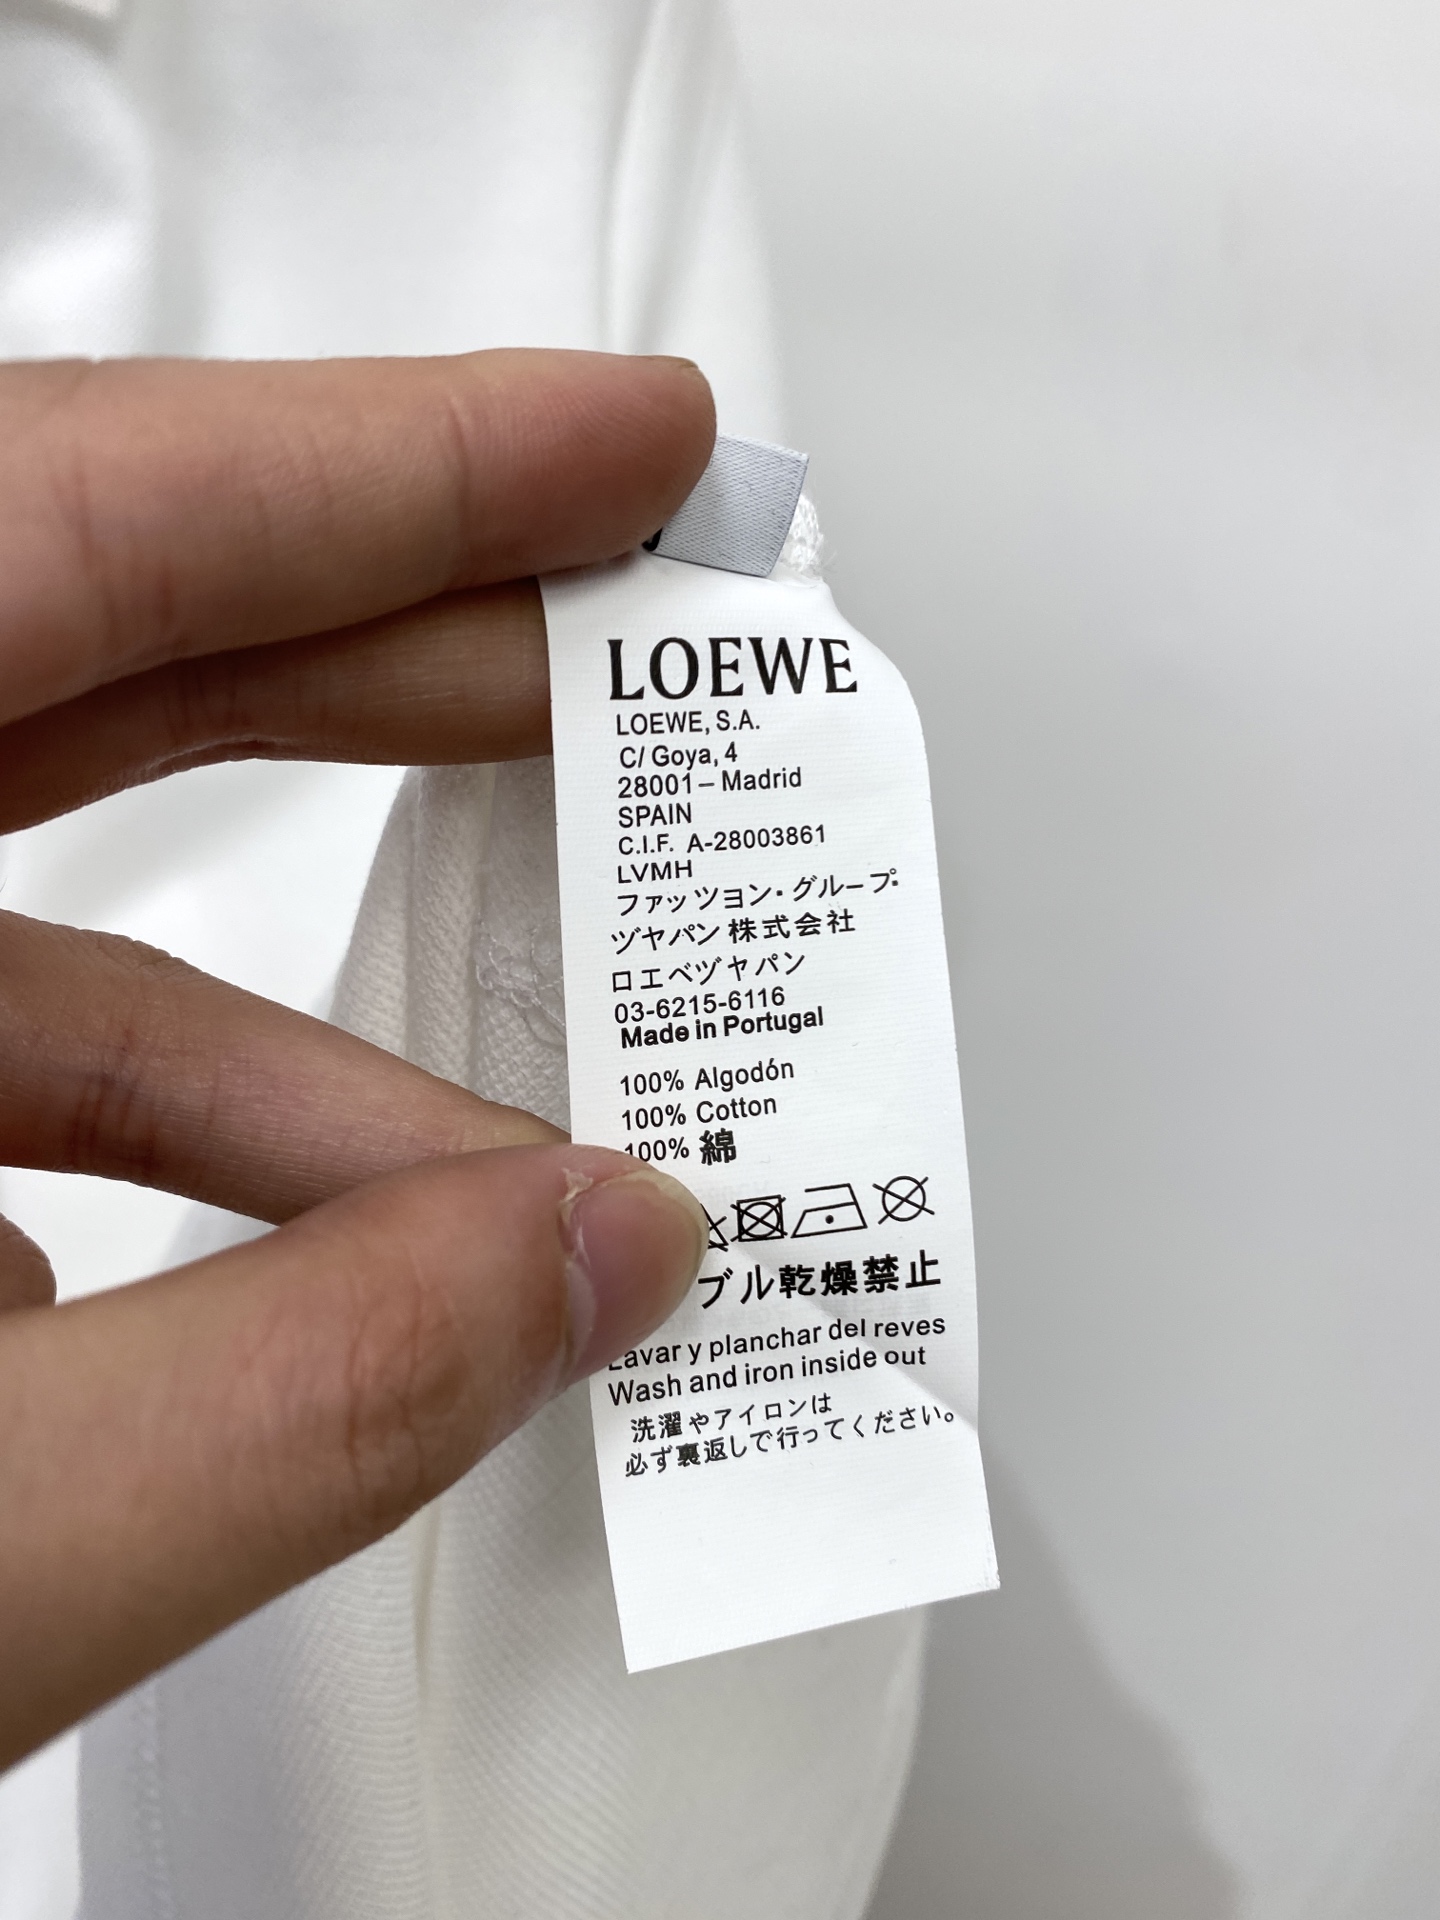 LOEWE
LOEWE, S.A.
C/ Goya, 4
28001 – Madrid
SPAIN
C.I.F. A-28003861
LVMH
ファッツョン・グループ
ヅヤパン 株式会社
ロエベヅヤパン
03-6215-6116
Made in Portugal
100% Algodón
100% Cotton
100% 綿
ブル乾燥禁止
Lavar y planchar del reves
Wash and iron inside out
洗濯やアイロンは
必ず裏返しで行ってください。